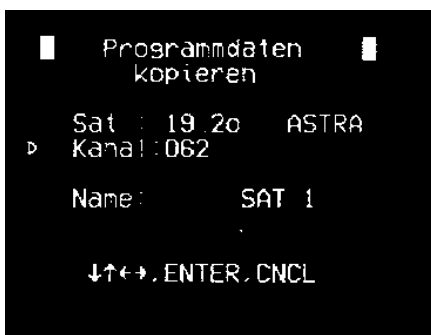 Programmdaten
kopieren
Sat : 19.2o ASTRA
Kanal:062
Name: SAT 1
↓↑←→.ENTER.CNCL